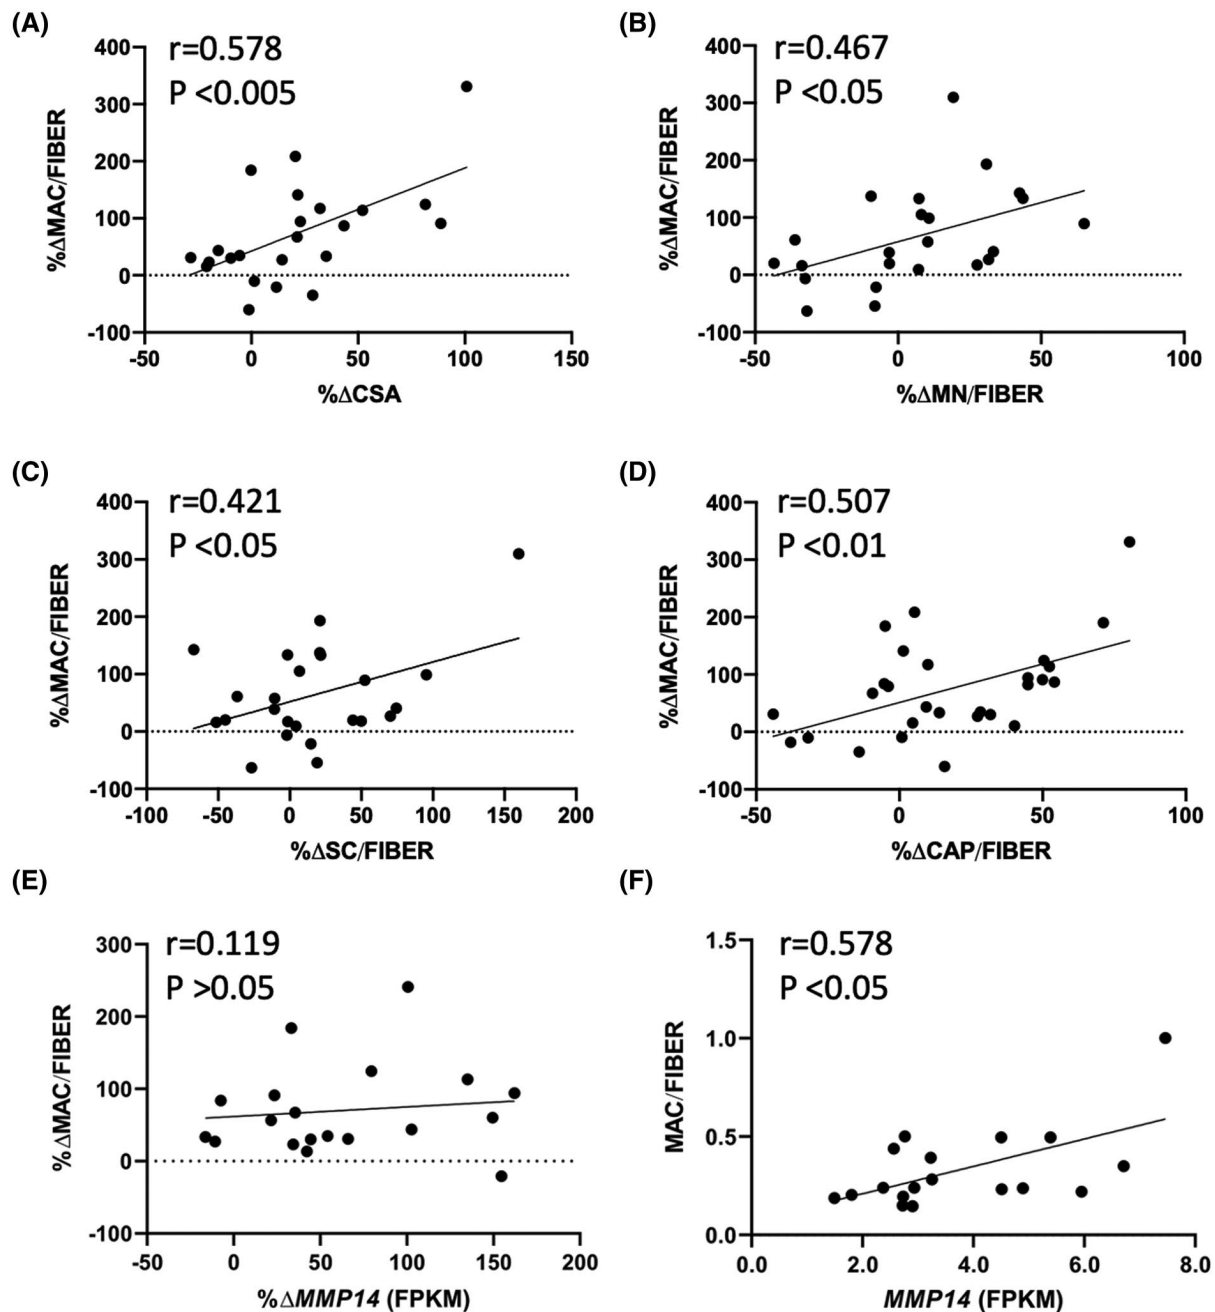 (A)
r=0.578
P <0.005
%ΔMAC/FIBER
400
300
200
100
0
-100
-50
0
50
100
150
%ΔCSA
(B)
r=0.467
P <0.05
%ΔMAC/FIBER
400
300
200
100
0
-100
-50
0
50
100
%ΔMN/FIBER
(C)
r=0.421
P <0.05
%ΔMAC/FIBER
400
300
200
100
0
-100
-100
-50
0
50
100
150
200
%ΔSC/FIBER
(D)
r=0.507
P <0.01
%ΔMAC/FIBER
400
300
200
100
0
-100
-50
0
50
100
%ΔCAP/FIBER
(E)
r=0.119
P >0.05
%ΔMAC/FIBER
300
200
100
0
-100
-50
0
50
100
150
200
%ΔMMP14 (FPKM)
(F)
r=0.578
P <0.05
MAC/FIBER
1.5
1.0
0.5
0.0
0.0
2.0
4.0
6.0
8.0
MMP14 (FPKM)